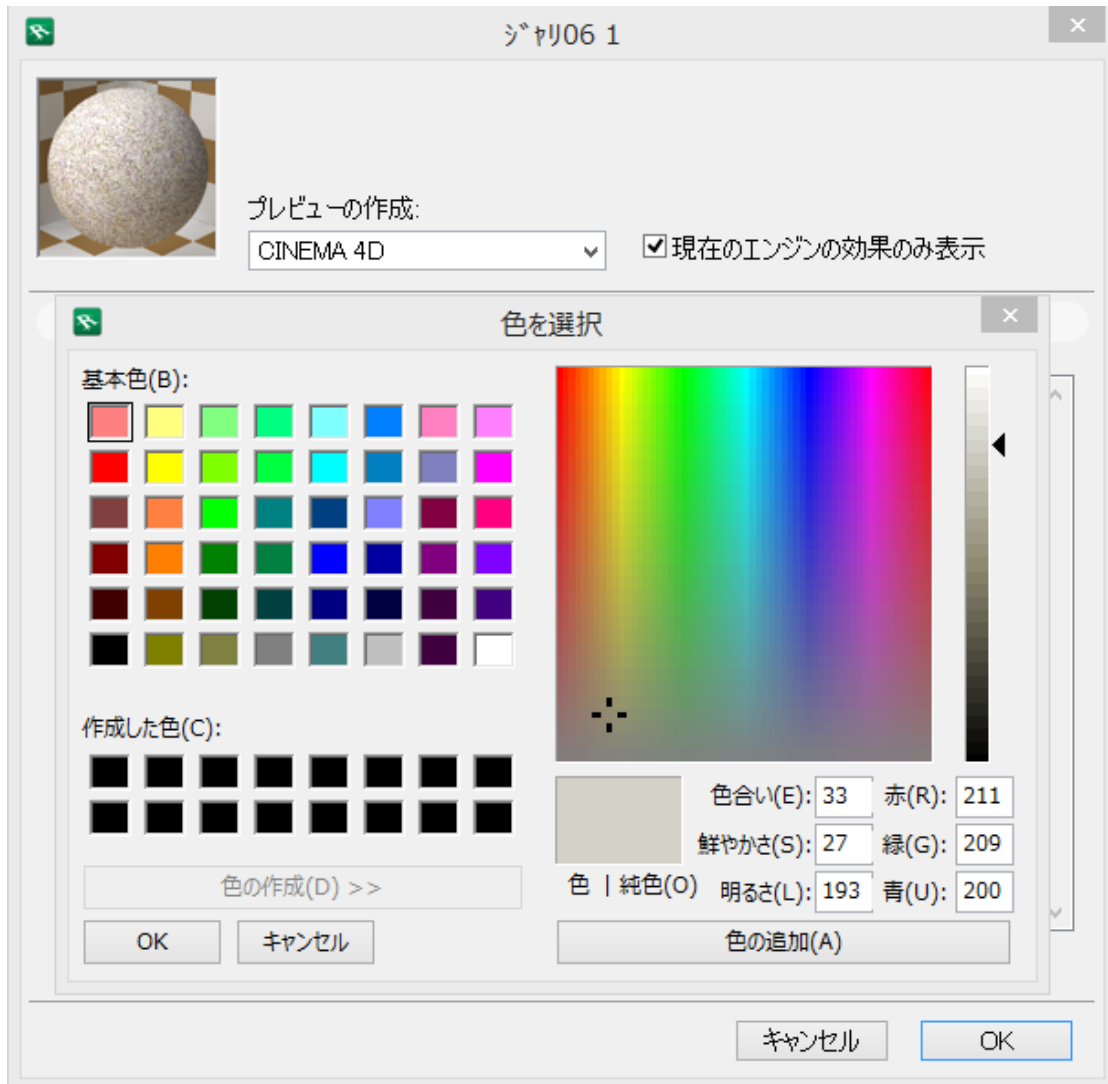 ｼﾞｬﾘ06 1
プレビューの作成:
CINEMA 4D
現在のエンジンの効果のみ表示
色を選択
基本色(B):
作成した色(C):
色の作成(D) >>
OK キャンセル
色合い(E): 33 赤(R): 211
鮮やかさ(S): 27 緑(G): 209
色 | 純色(O) 明るさ(L): 193 青(U): 200
色の追加(A)
キャンセル OK